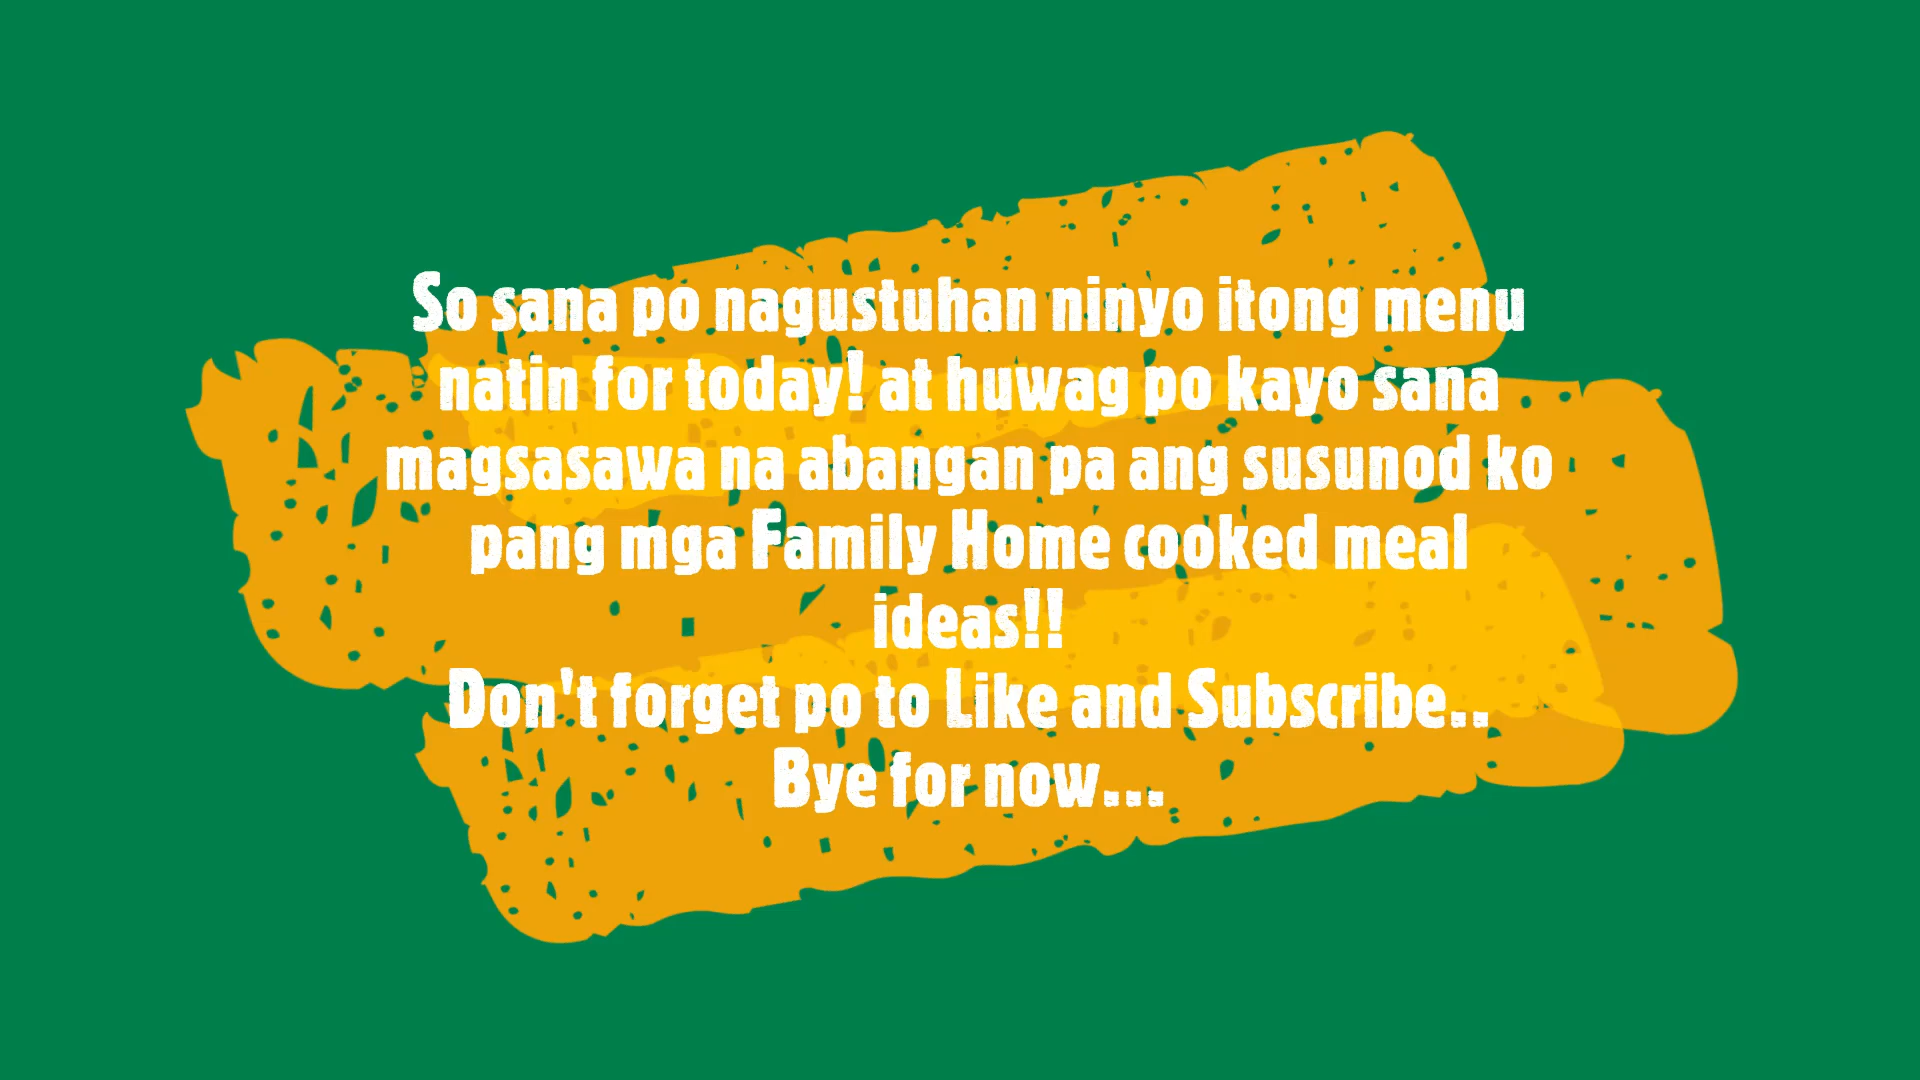 So sana po nagustuhan ninyo itong menu
natin for today! at huwag po kayo sana
magsasawa na abangan pa ang susunod ko
pang mga Family Home cooked meal
ideas!!
Don't forget po to Like and Subscribe..
Bye for now...